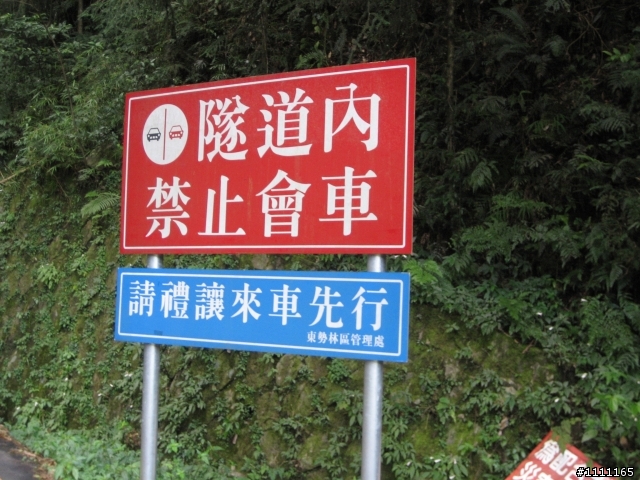 隧道內
禁止會車
請禮讓來車先行
東勢林區管理處
#1111165